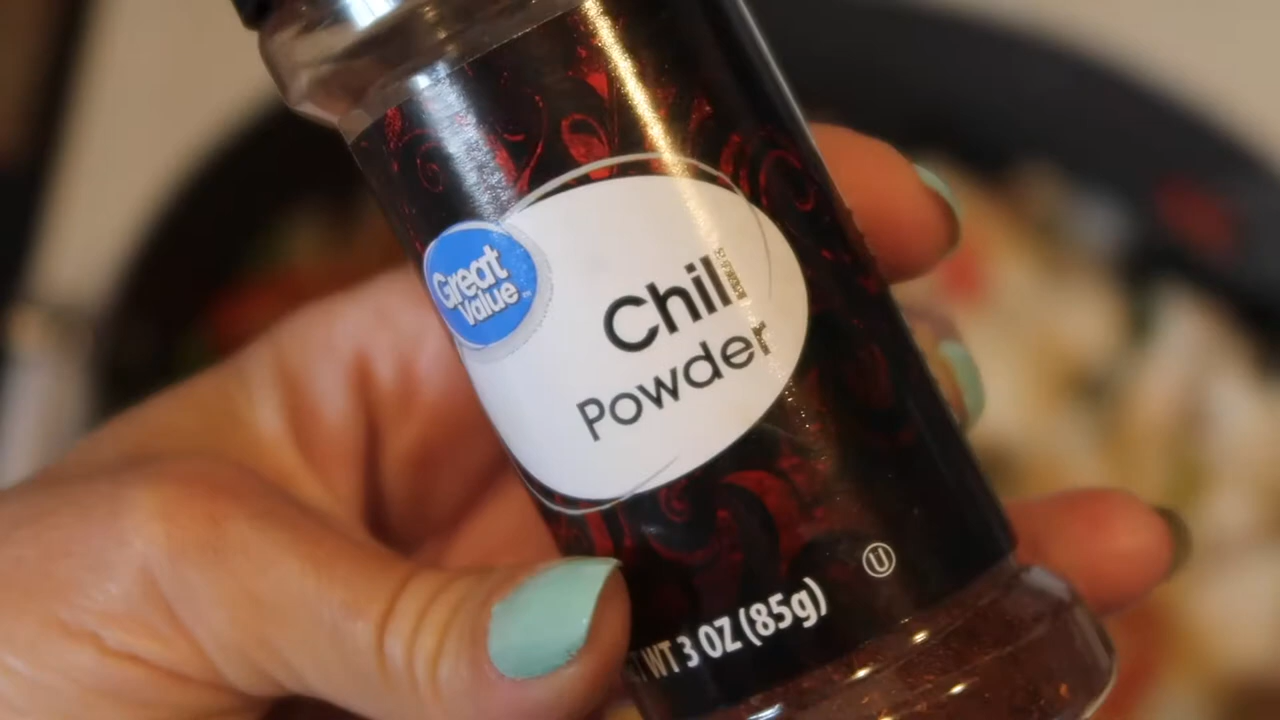 Great
Value
Chili
Powder
WT 3 OZ (85g)
U